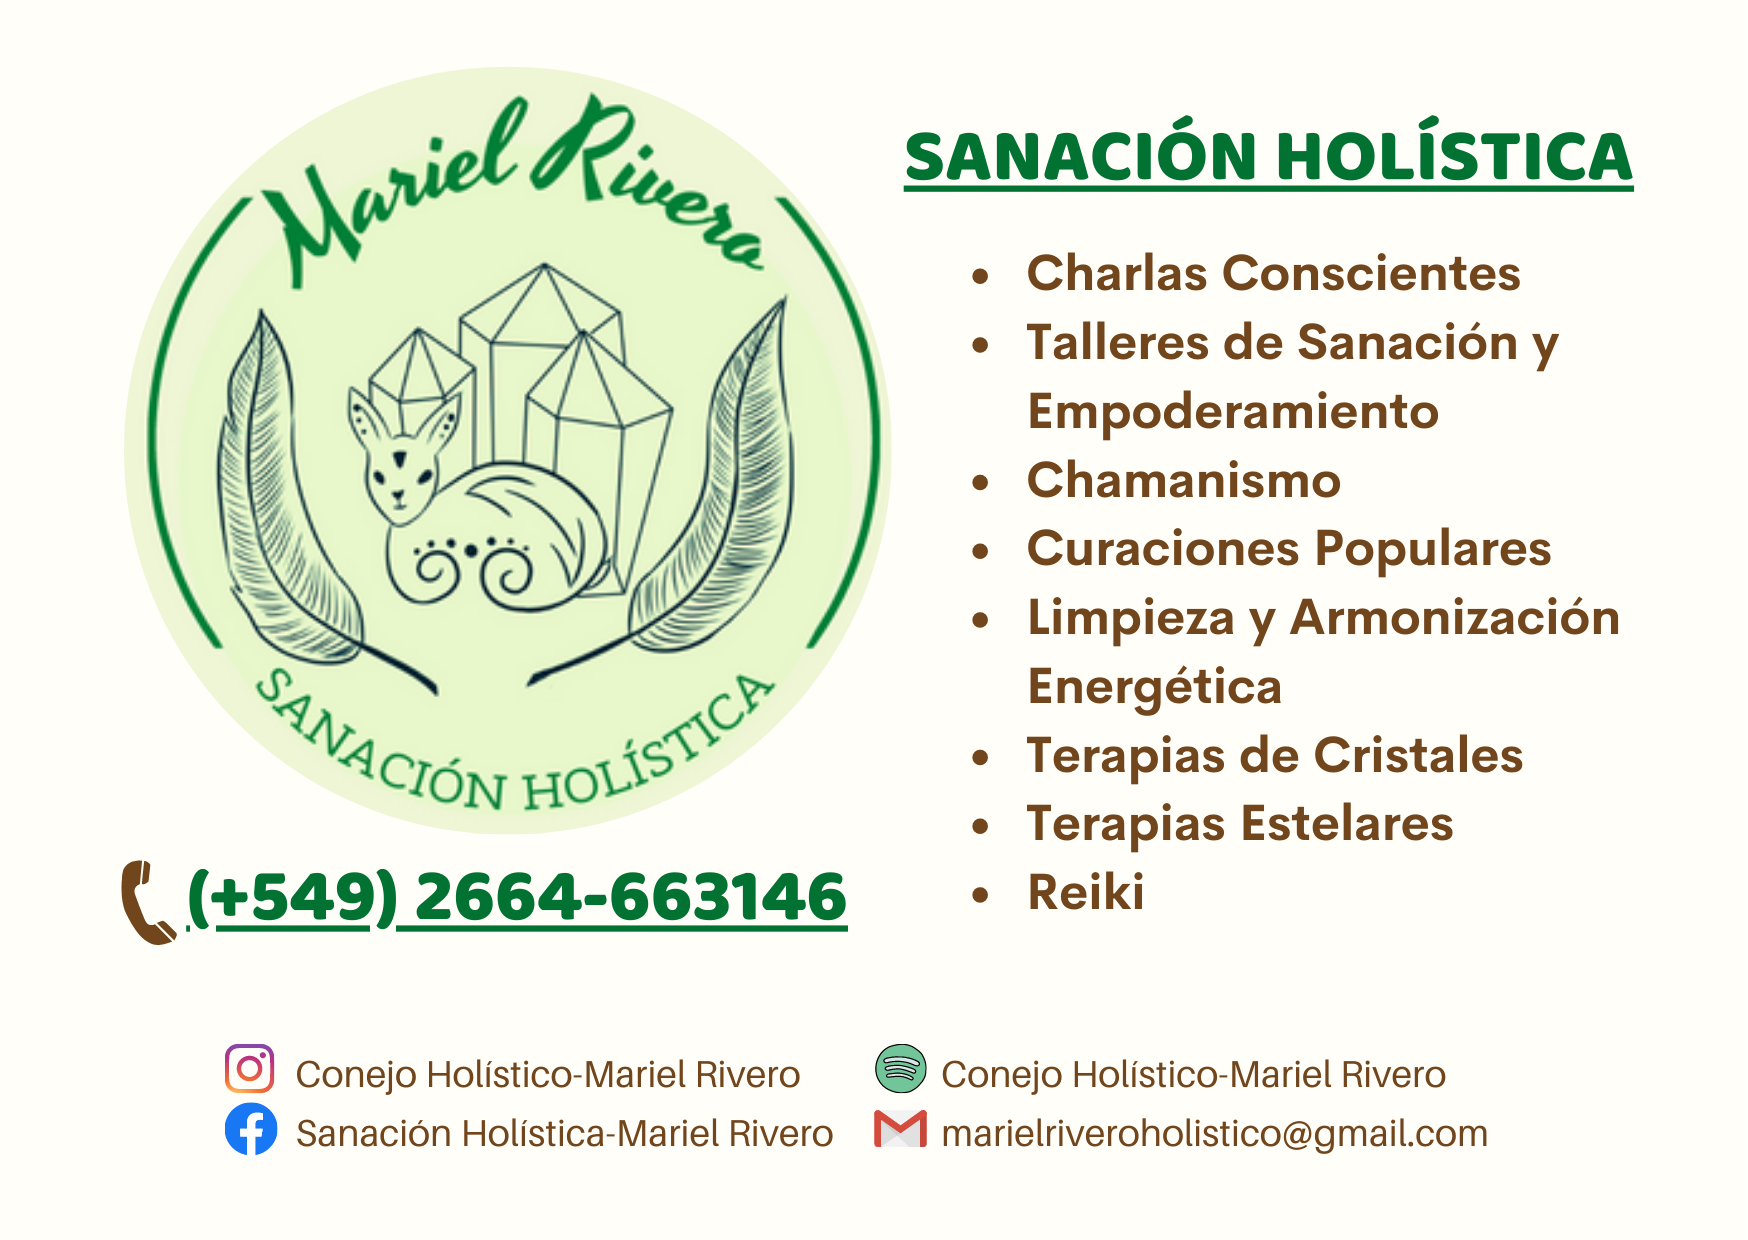 Mariel Rivero
SANACIÓN HOLÍSTICA
(+549) 2664-663146
SANACIÓN HOLÍSTICA
• Charlas Conscientes
• Talleres de Sanación y
Empoderamiento
• Chamanismo
• Curaciones Populares
• Limpieza y Armonización
Energética
• Terapias de Cristales
• Terapias Estelares
• Reiki
Conejo Holístico-Mariel Rivero
Sanación Holística-Mariel Rivero
Conejo Holístico-Mariel Rivero
marielriveroholistico@gmail.com